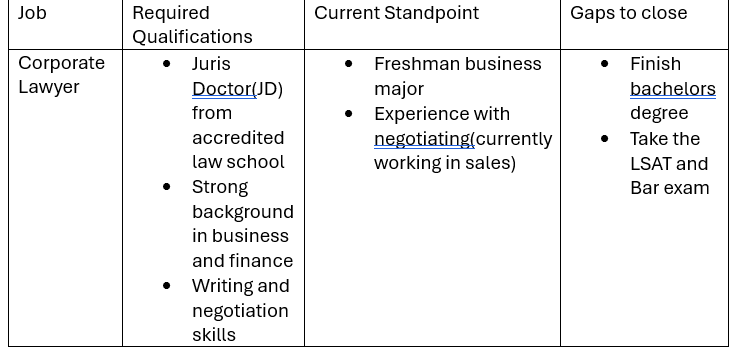 Job
Required
Qualifications
Current Standpoint
Gaps to close
Corporate
Lawyer
• Juris
Doctor(JD)
from
accredited
law school
• Strong
background
in business
and finance
• Writing and
negotiation
skills
• Freshman business
major
• Experience with
negotiating(currently
working in sales)
• Finish
bachelors
degree
• Take the
LSAT and
Bar exam